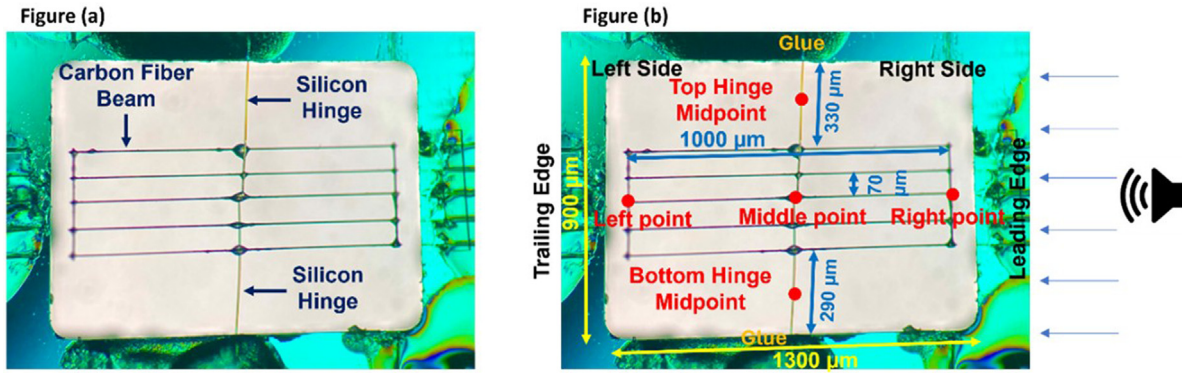 Figure (a)
Carbon Fiber
Beam
Silicon
Hinge
Silicon
Hinge
Figure (b)
Glue
Left Side
Right Side
Top Hinge
Midpoint
330 µm
1000 µm
70 µm
Trailing Edge
900 µm
Leading Edge
Left point
Middle point
Right point
Bottom Hinge
Midpoint
290 µm
Glue
1300 µm